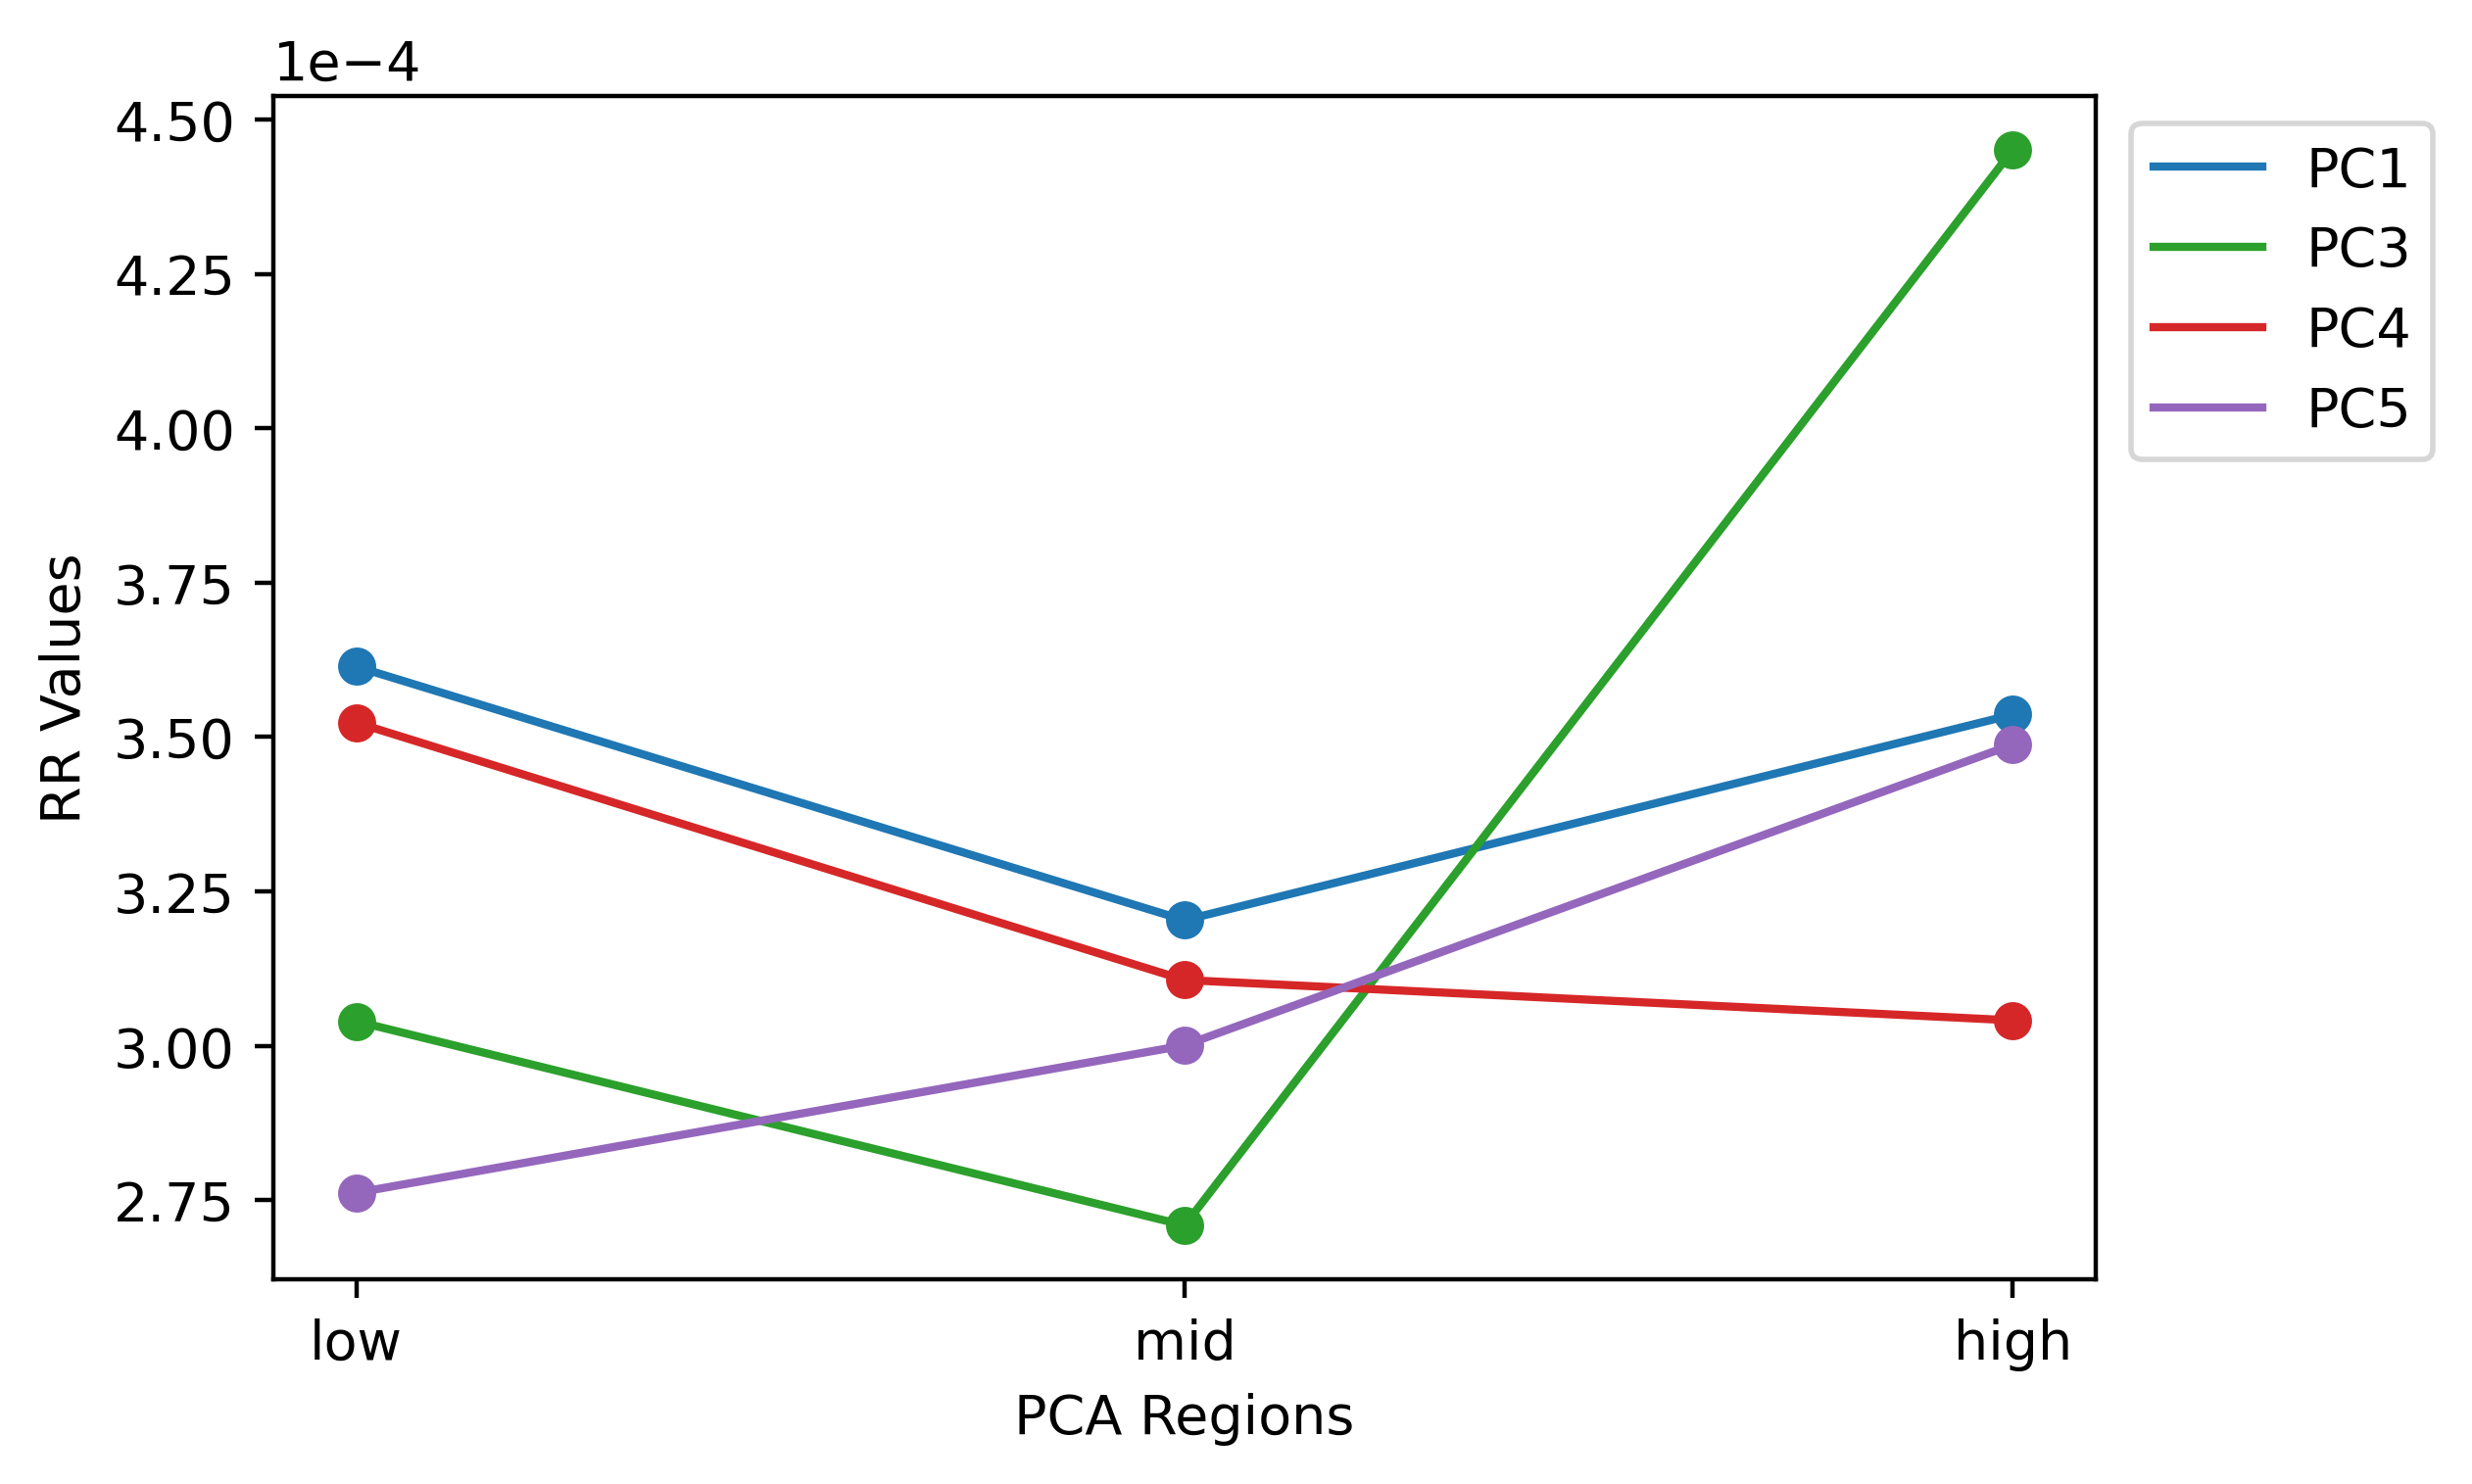 1e−4
4.50
4.25
4.00
3.75
3.50
3.25
3.00
2.75
RR Values
low mid high
PCA Regions
PC1
PC3
PC4
PC5